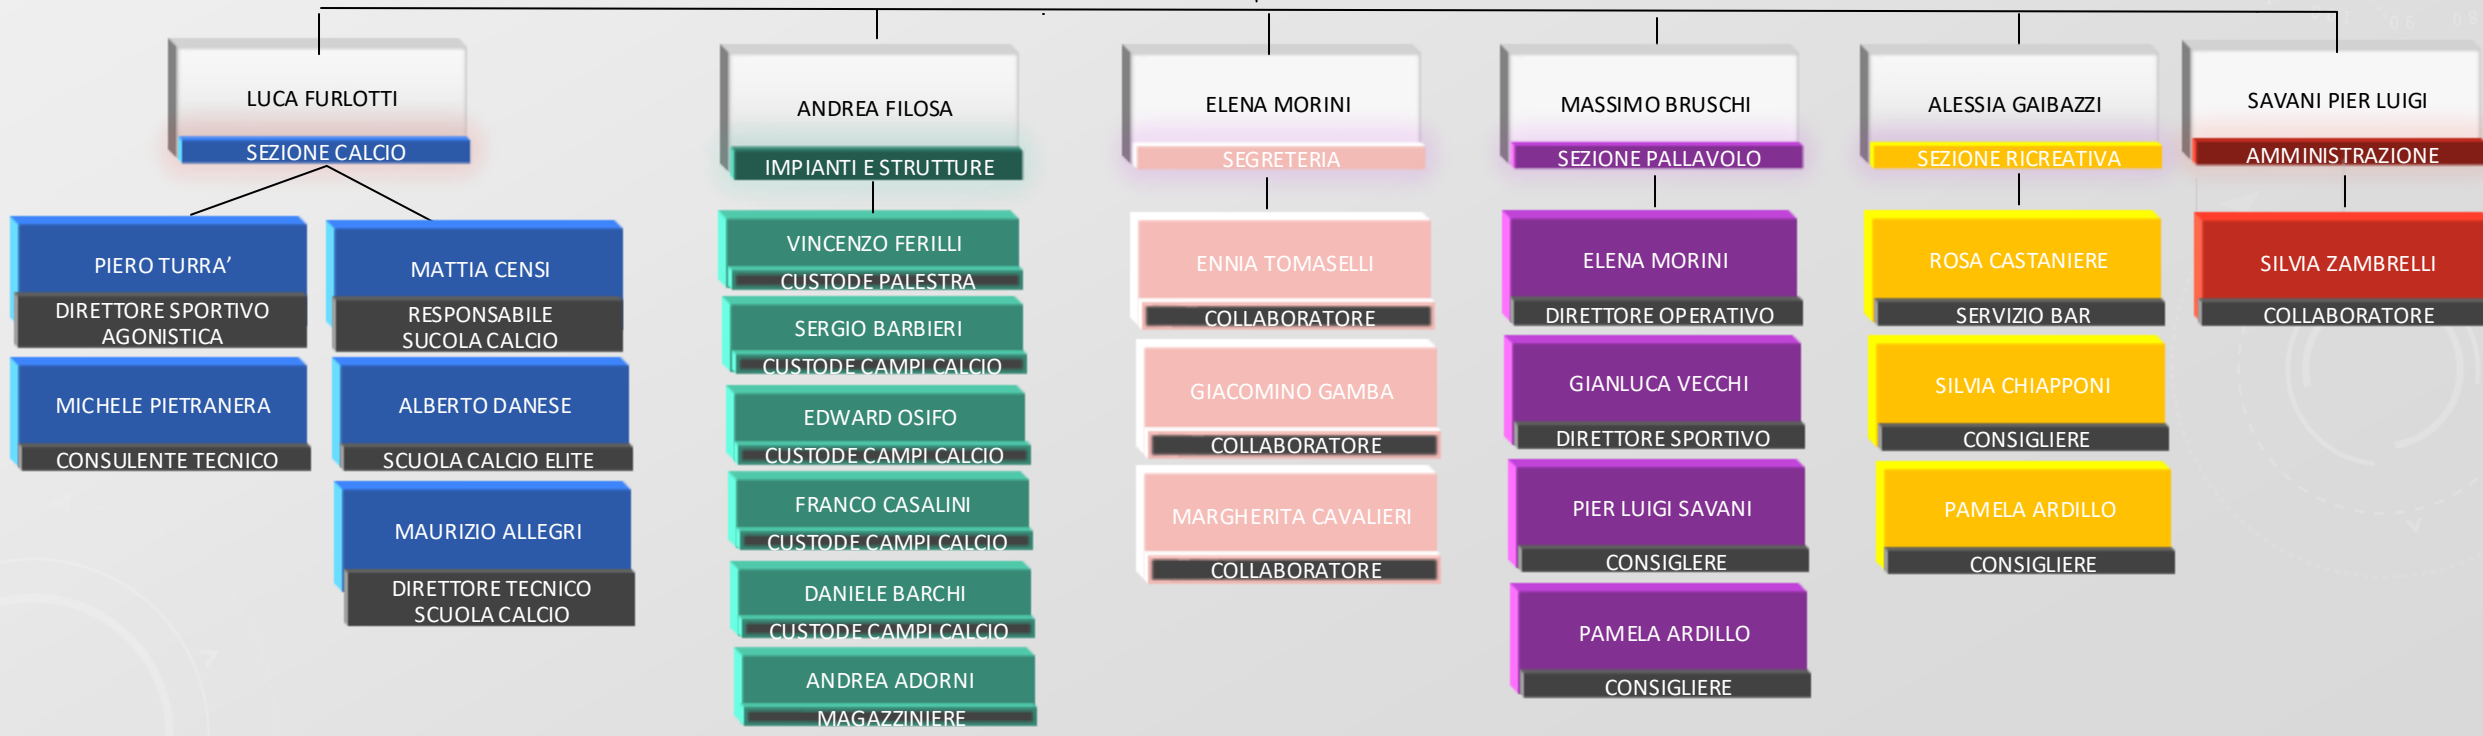 LUCA FURLOTTI
SEZIONE CALCIO
PIERO TURRA’
DIRETTORE SPORTIVO
AGONISTICA
MICHELE PIETRANERA
CONSULENTE TECNICO
MATTIA CENSI
RESPONSABILE
SUCOLA CALCIO
ALBERTO DANESE
SCUOLA CALCIO ELITE
MAURIZIO ALLEGRI
DIRETTORE TECNICO
SCUOLA CALCIO
ANDREA FILOSA
IMPIANTI E STRUTTURE
VINCENZO FERILLI
CUSTODE PALESTRA
SERGIO BARBIERI
CUSTODE CAMPI CALCIO
EDWARD OSIFO
CUSTODE CAMPI CALCIO
FRANCO CASALINI
CUSTODE CAMPI CALCIO
DANIELE BARCHI
CUSTODE CAMPI CALCIO
ANDREA ADORNI
MAGAZZINIERE
ELENA MORINI
SEGRETERIA
ENNIA TOMASELLI
COLLABORATORE
GIACOMINO GAMBA
COLLABORATORE
MARGHERITA CAVALIERI
COLLABORATORE
MASSIMO BRUSCHI
SEZIONE PALLAVOLO
ELENA MORINI
DIRETTORE OPERATIVO
GIANLUCA VECCHI
DIRETTORE SPORTIVO
PIER LUIGI SAVANI
CONSIGLERE
PAMELA ARDILLO
CONSIGLIERE
ALESSIA GAIBAZZI
SEZIONE RICREATIVA
ROSA CASTANIERE
SERVIZIO BAR
SILVIA CHIAPPONI
CONSIGLIERE
PAMELA ARDILLO
CONSIGLIERE
SAVANI PIER LUIGI
AMMINISTRAZIONE
SILVIA ZAMBRELLI
COLLABORATORE